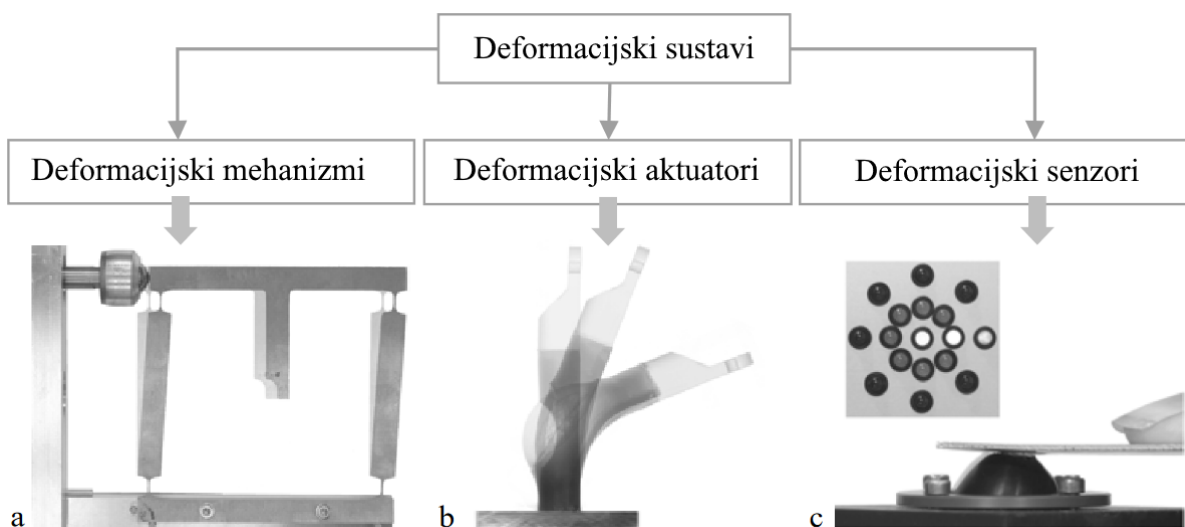 Deformacijski sustavi
Deformacijski mehanizmi
Deformacijski aktuatori
Deformacijski senzori
a
b
c